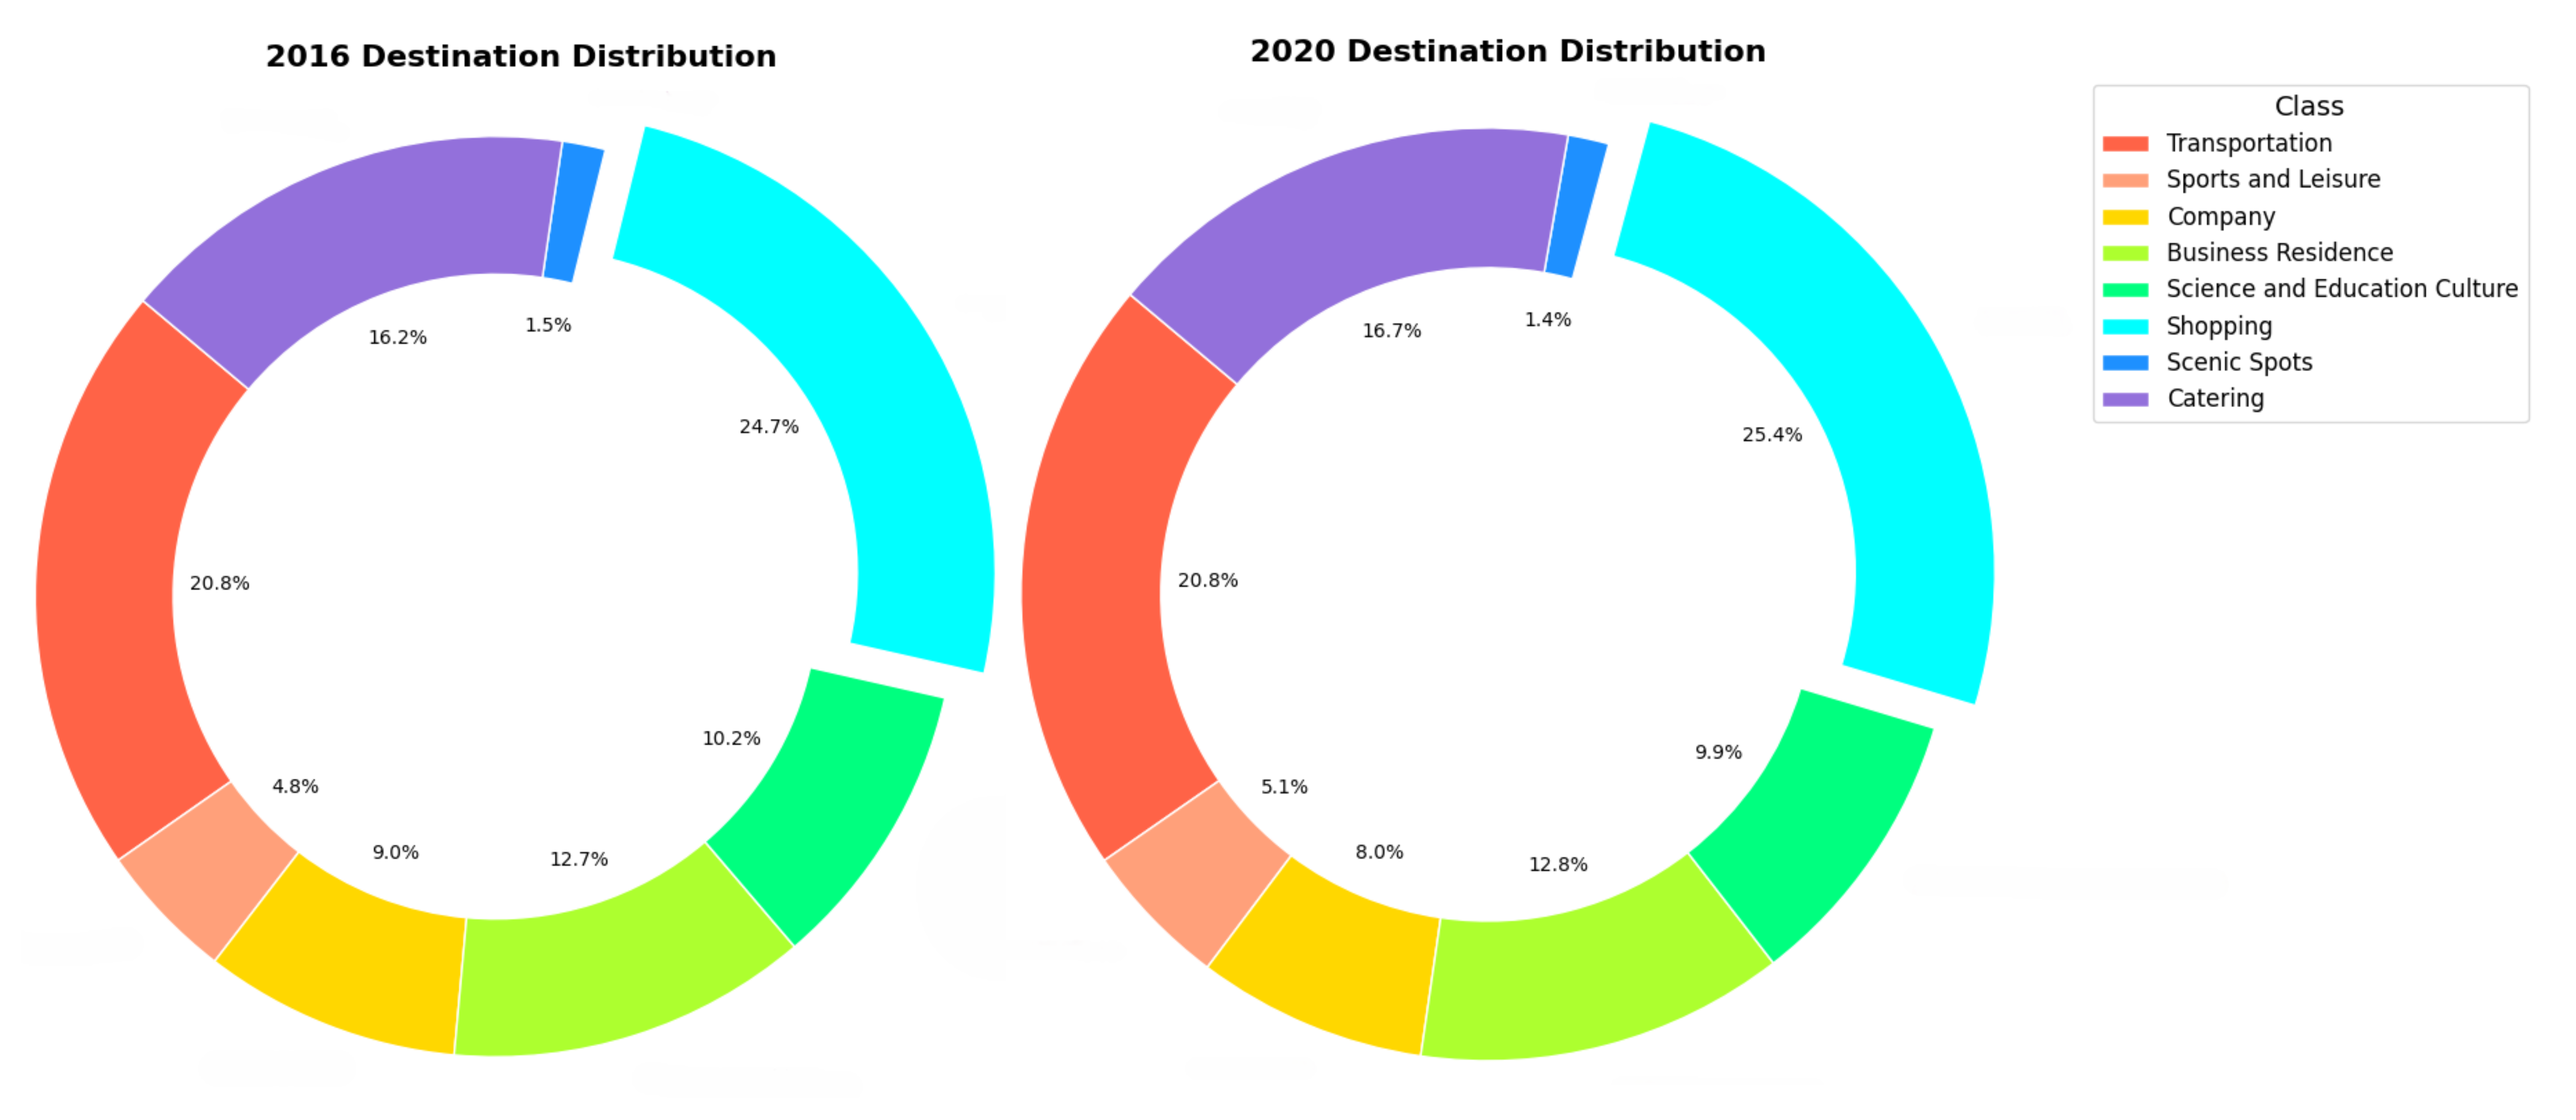 2016 Destination Distribution
1.5%
16.2%
24.7%
20.8%
10.2%
4.8%
9.0%
12.7%
2020 Destination Distribution
1.4%
16.7%
25.4%
20.8%
9.9%
5.1%
8.0%
12.8%
Class
Transportation
Sports and Leisure
Company
Business Residence
Science and Education Culture
Shopping
Scenic Spots
Catering